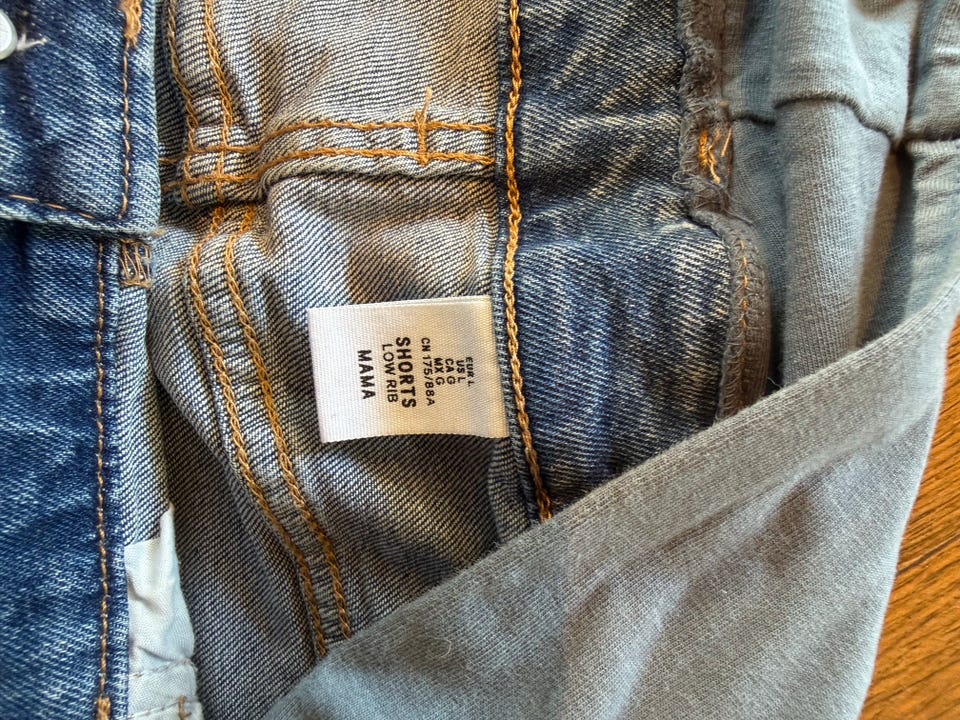 EUR L
US L
CA G
MX G
CN 175/88A
SHORTS
LOW RIB
MAMA